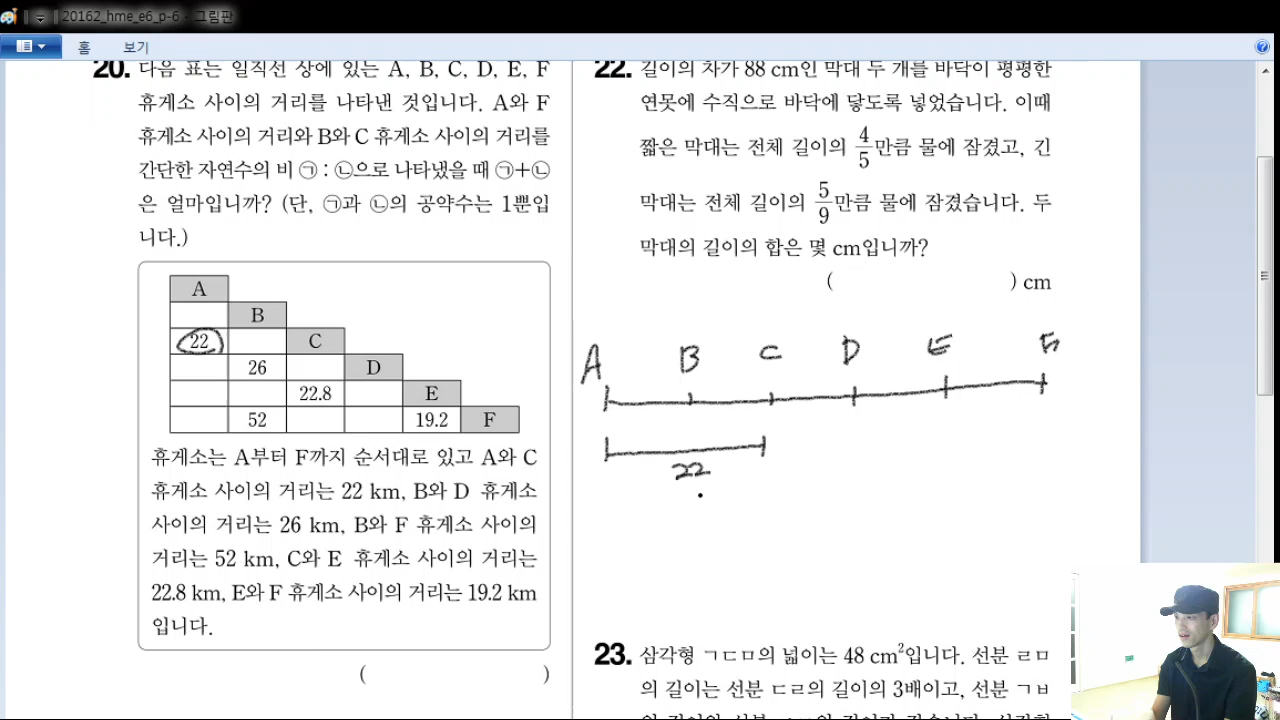 20162_hme_e6_p-6 - 그림판
홈 보기
20. 다음 표는 일직선 상에 있는 A, B, C, D, E, F
휴게소 사이의 거리를 나타낸 것입니다. A와 F
휴게소 사이의 거리와 B와 C 휴게소 사이의 거리를
간단한 자연수의 비 ㉠ : ㉡으로 나타냈을 때 ㉠+㉡
은 얼마입니까? (단, ㉠과 ㉡의 공약수는 1뿐입
니다.)
A
B
22 C
26 D
22.8 E
52 19.2 F
휴게소는 A부터 F까지 순서대로 있고 A와 C
휴게소 사이의 거리는 22 km, B와 D 휴게소
사이의 거리는 26 km, B와 F 휴게소 사이의
거리는 52 km, C와 E 휴게소 사이의 거리는
22.8 km, E와 F 휴게소 사이의 거리는 19.2 km
입니다.
( )
22. 길이의 차가 88 cm인 막대 두 개를 바닥이 평평한
연못에 수직으로 바닥에 닿도록 넣었습니다. 이때
짧은 막대는 전체 길이의 4/5만큼 물에 잠겼고, 긴
막대는 전체 길이의 5/9만큼 물에 잠겼습니다. 두
막대의 길이의 합은 몇 cm입니까?
( ) cm
A B C D E F
22
23. 삼각형 ㄱㄷㅁ의 넓이는 48 cm²입니다. 선분 ㄹㅁ
의 길이는 선분 ㄷㄹ의 길이의 3배이고, 선분 ㄱㅂ